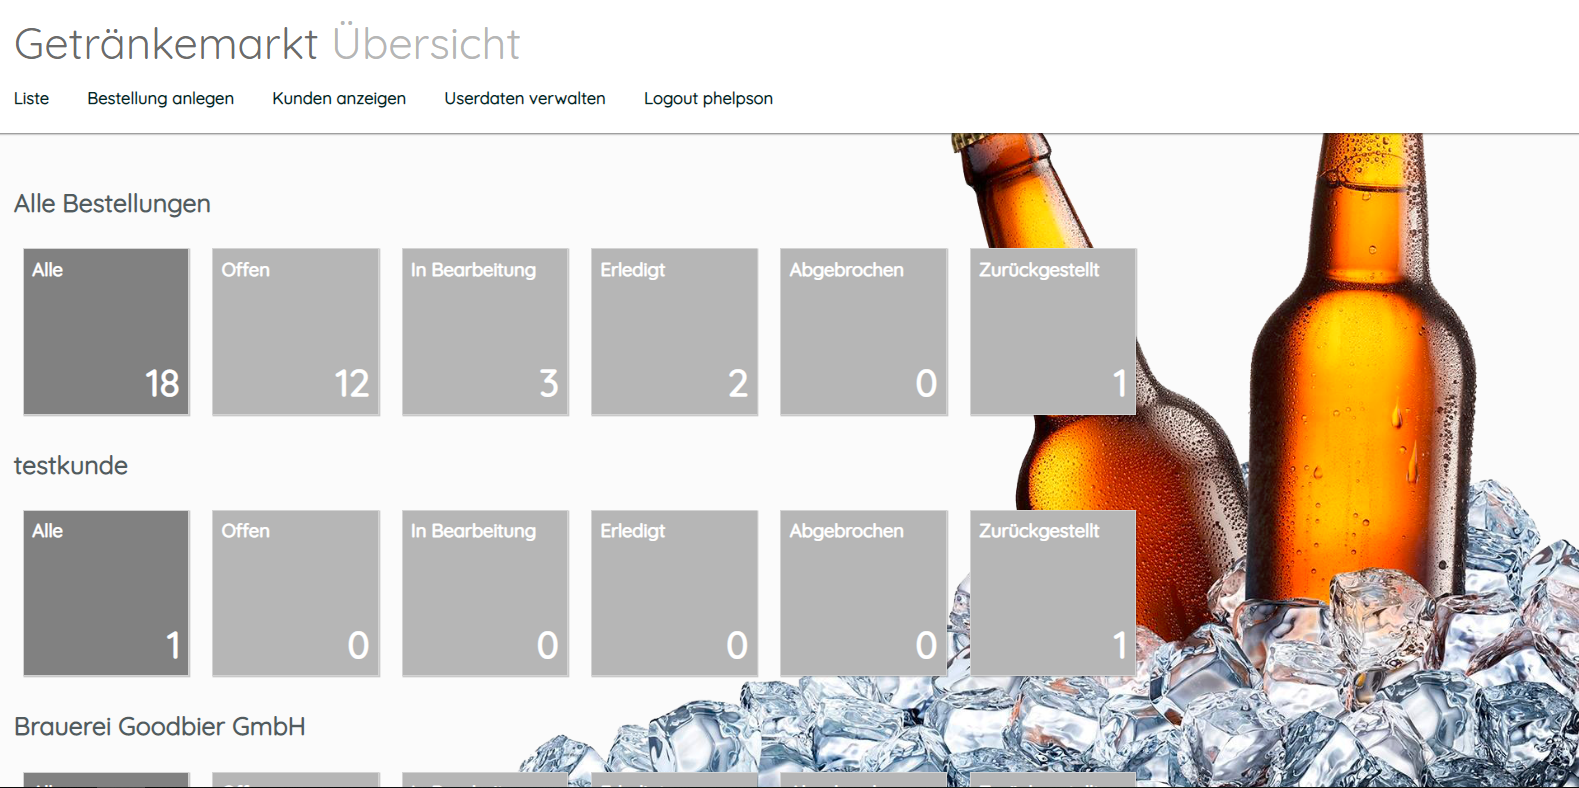 Getränkemarkt Übersicht
Liste Bestellung anlegen Kunden anzeigen Userdaten verwalten Logout phelpson
Alle Bestellungen
Alle Offen In Bearbeitung Erledigt Abgebrochen Zurückgestellt
18 12 3 2 0 1
testkunde
Alle Offen In Bearbeitung Erledigt Abgebrochen Zurückgestellt
1 0 0 0 0 1
Brauerei Goodbier GmbH